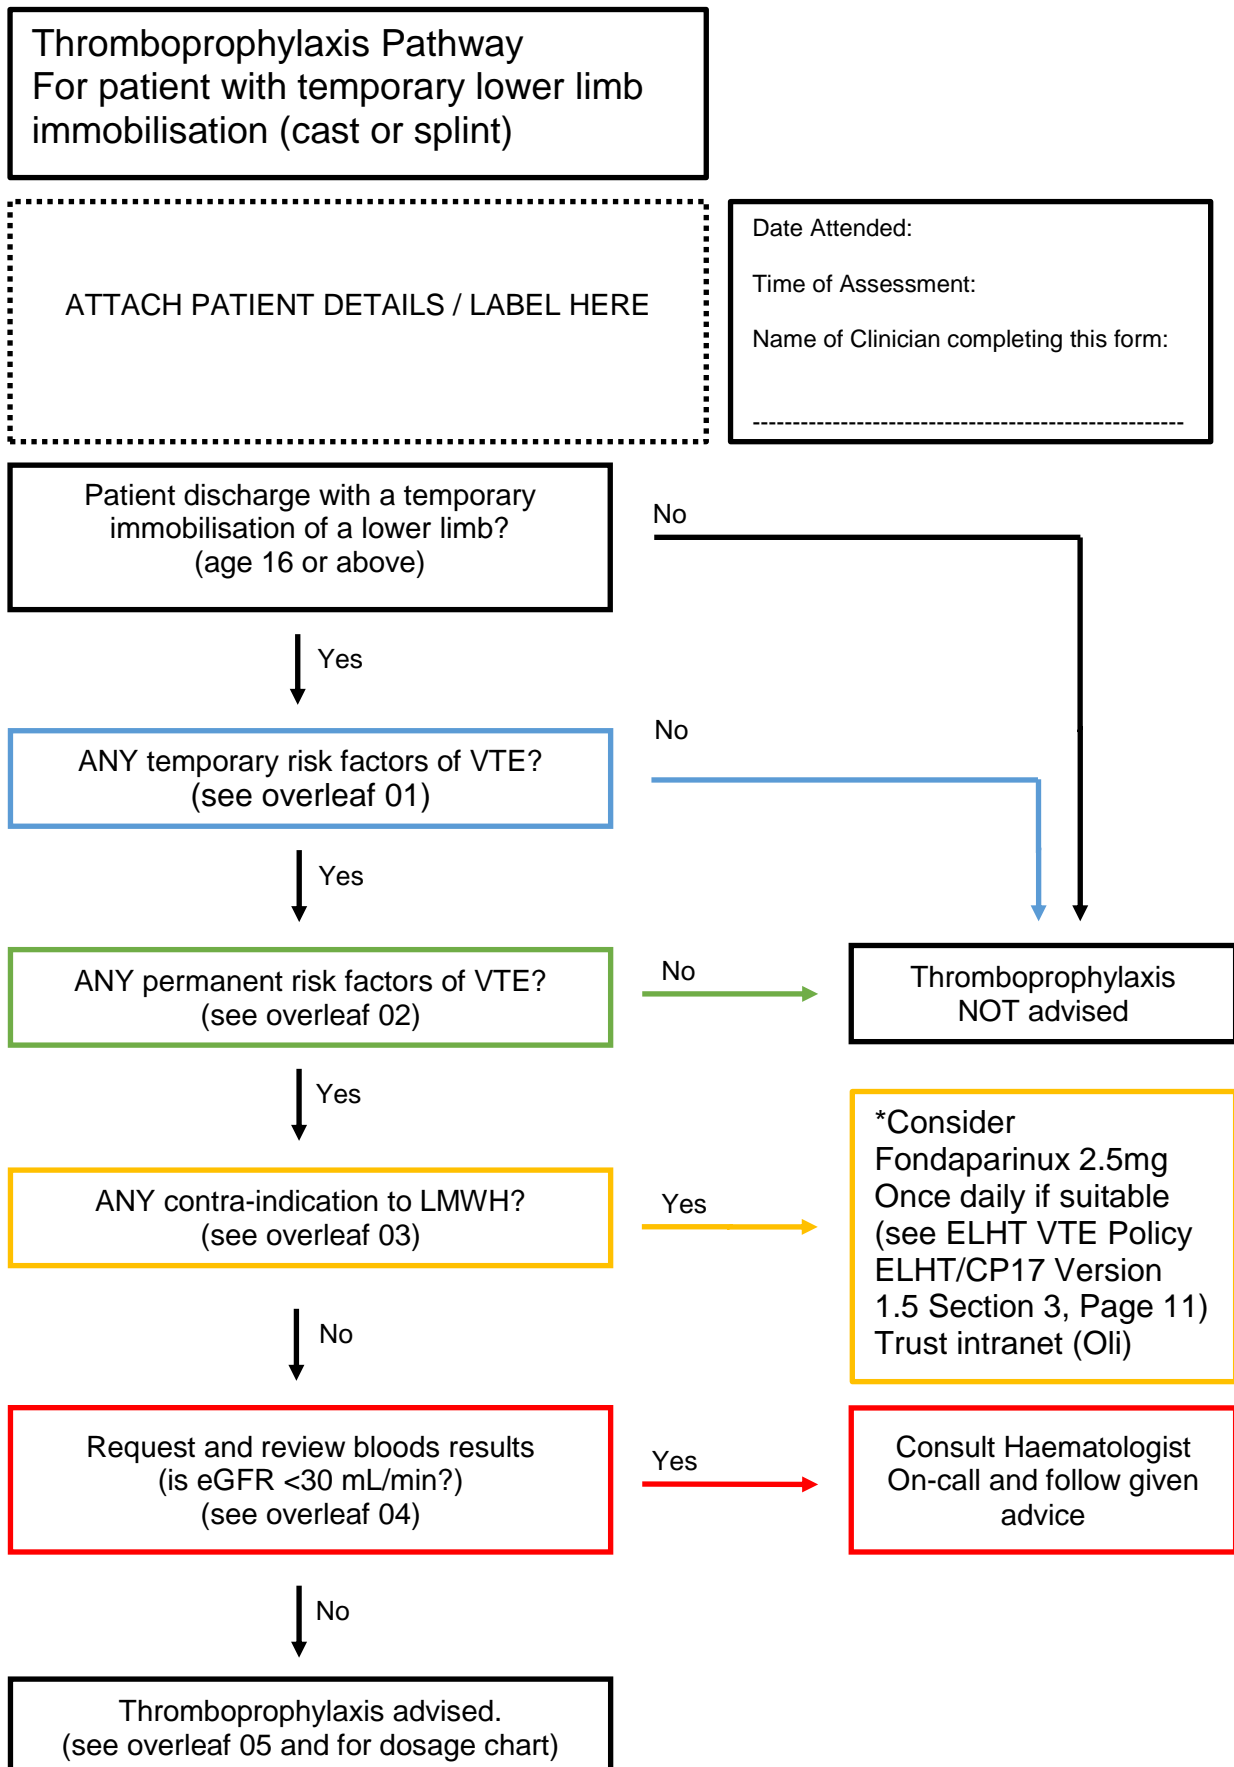 Thromboprophylaxis Pathway
For patient with temporary lower limb
immobilisation (cast or splint)
ATTACH PATIENT DETAILS / LABEL HERE
Date Attended:
Time of Assessment:
Name of Clinician completing this form:
------------------------------------------------------
Patient discharge with a temporary
immobilisation of a lower limb?
(age 16 or above)
No
Yes
ANY temporary risk factors of VTE?
(see overleaf 01)
No
Yes
ANY permanent risk factors of VTE?
(see overleaf 02)
No
Thromboprophylaxis
NOT advised
Yes
ANY contra-indication to LMWH?
(see overleaf 03)
Yes
*Consider
Fondaparinux 2.5mg
Once daily if suitable
(see ELHT VTE Policy
ELHT/CP17 Version
1.5 Section 3, Page 11)
Trust intranet (Oli)
No
Request and review bloods results
(is eGFR <30 mL/min?)
(see overleaf 04)
Yes
Consult Haematologist
On-call and follow given
advice
No
Thromboprophylaxis advised.
(see overleaf 05 and for dosage chart)